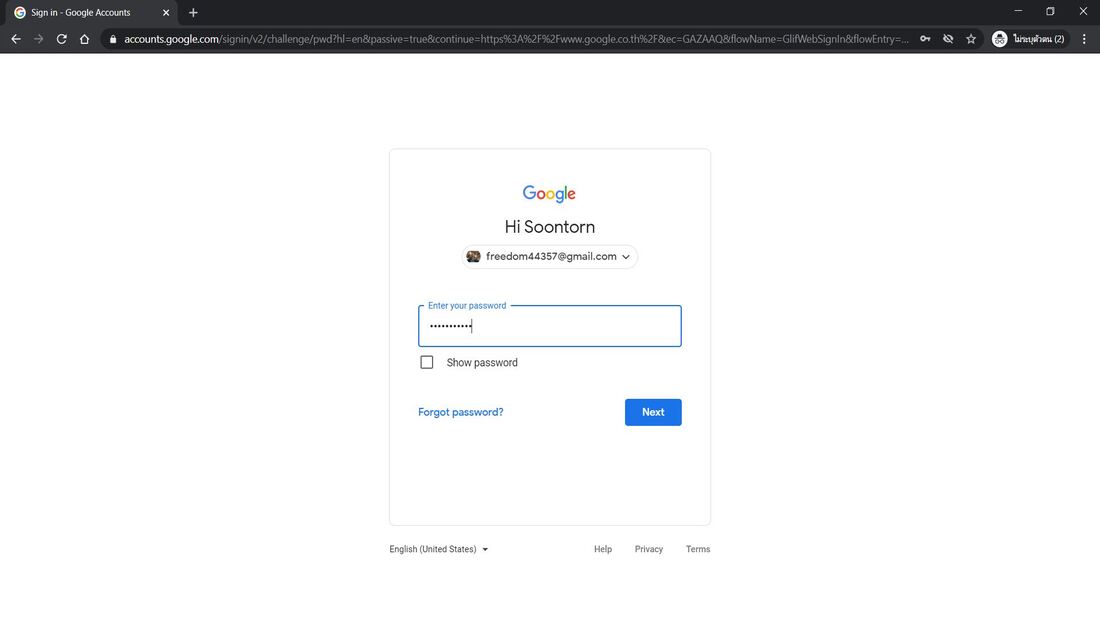 Sign in - Google Accounts
accounts.google.com/signin/v2/challenge/pwd?hl=en&passive=true&continue=https%3A%2F%2Fwww.google.co.th%2F&ec=GAZAAQ&flowName=GlifWebSignIn&flowEntry=...
ไม่ระบุตัวตน (2)
Google
Hi Soontorn
freedom44357@gmail.com
Enter your password
•••••••••••
Show password
Forgot password?
Next
English (United States)
Help
Privacy
Terms